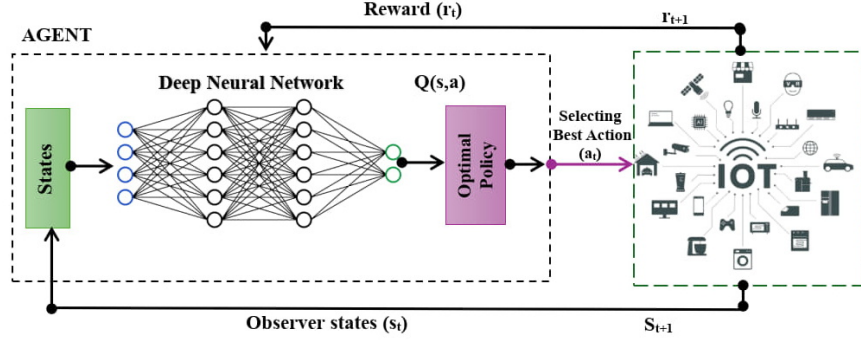 Reward (rₜ)
rₜ₊₁
AGENT
Deep Neural Network
Q(s,a)
States
Optimal
Policy
Selecting
Best Action
(aₜ)
IOT
AI
Observer states (sₜ)
Sₜ₊₁